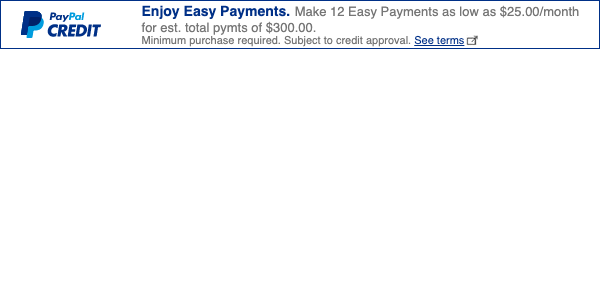 PayPal
CREDIT
Enjoy Easy Payments. Make 12 Easy Payments as low as $25.00/month
for est. total pymts of $300.00.
Minimum purchase required. Subject to credit approval. See terms